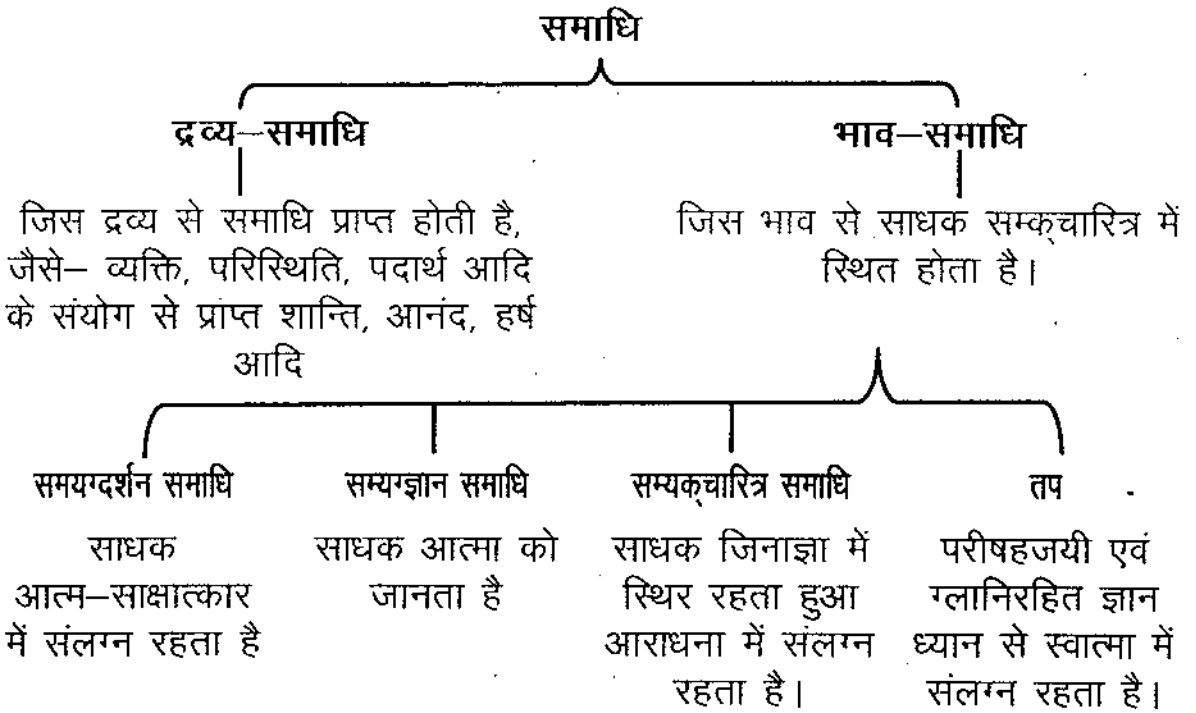 समाधि
द्रव्य–समाधि
भाव–समाधि
जिस द्रव्य से समाधि प्राप्त होती है,
जैसे– व्यक्ति, परिस्थिति, पदार्थ आदि
के संयोग से प्राप्त शान्ति, आनंद, हर्ष
आदि
जिस भाव से साधक सम्क्चारित्र में
स्थित होता है।
समयग्दर्शन समाधि
साधक
आत्म–साक्षात्कार
में संलग्न रहता है
सम्यग्ज्ञान समाधि
साधक आत्मा को
जानता है
सम्यक्चारित्र समाधि
साधक जिनाज्ञा में
स्थिर रहता हुआ
आराधना में संलग्न
रहता है।
तप
परीषहजयी एवं
ग्लानिरहित ज्ञान
ध्यान से स्वात्मा में
संलग्न रहता है।